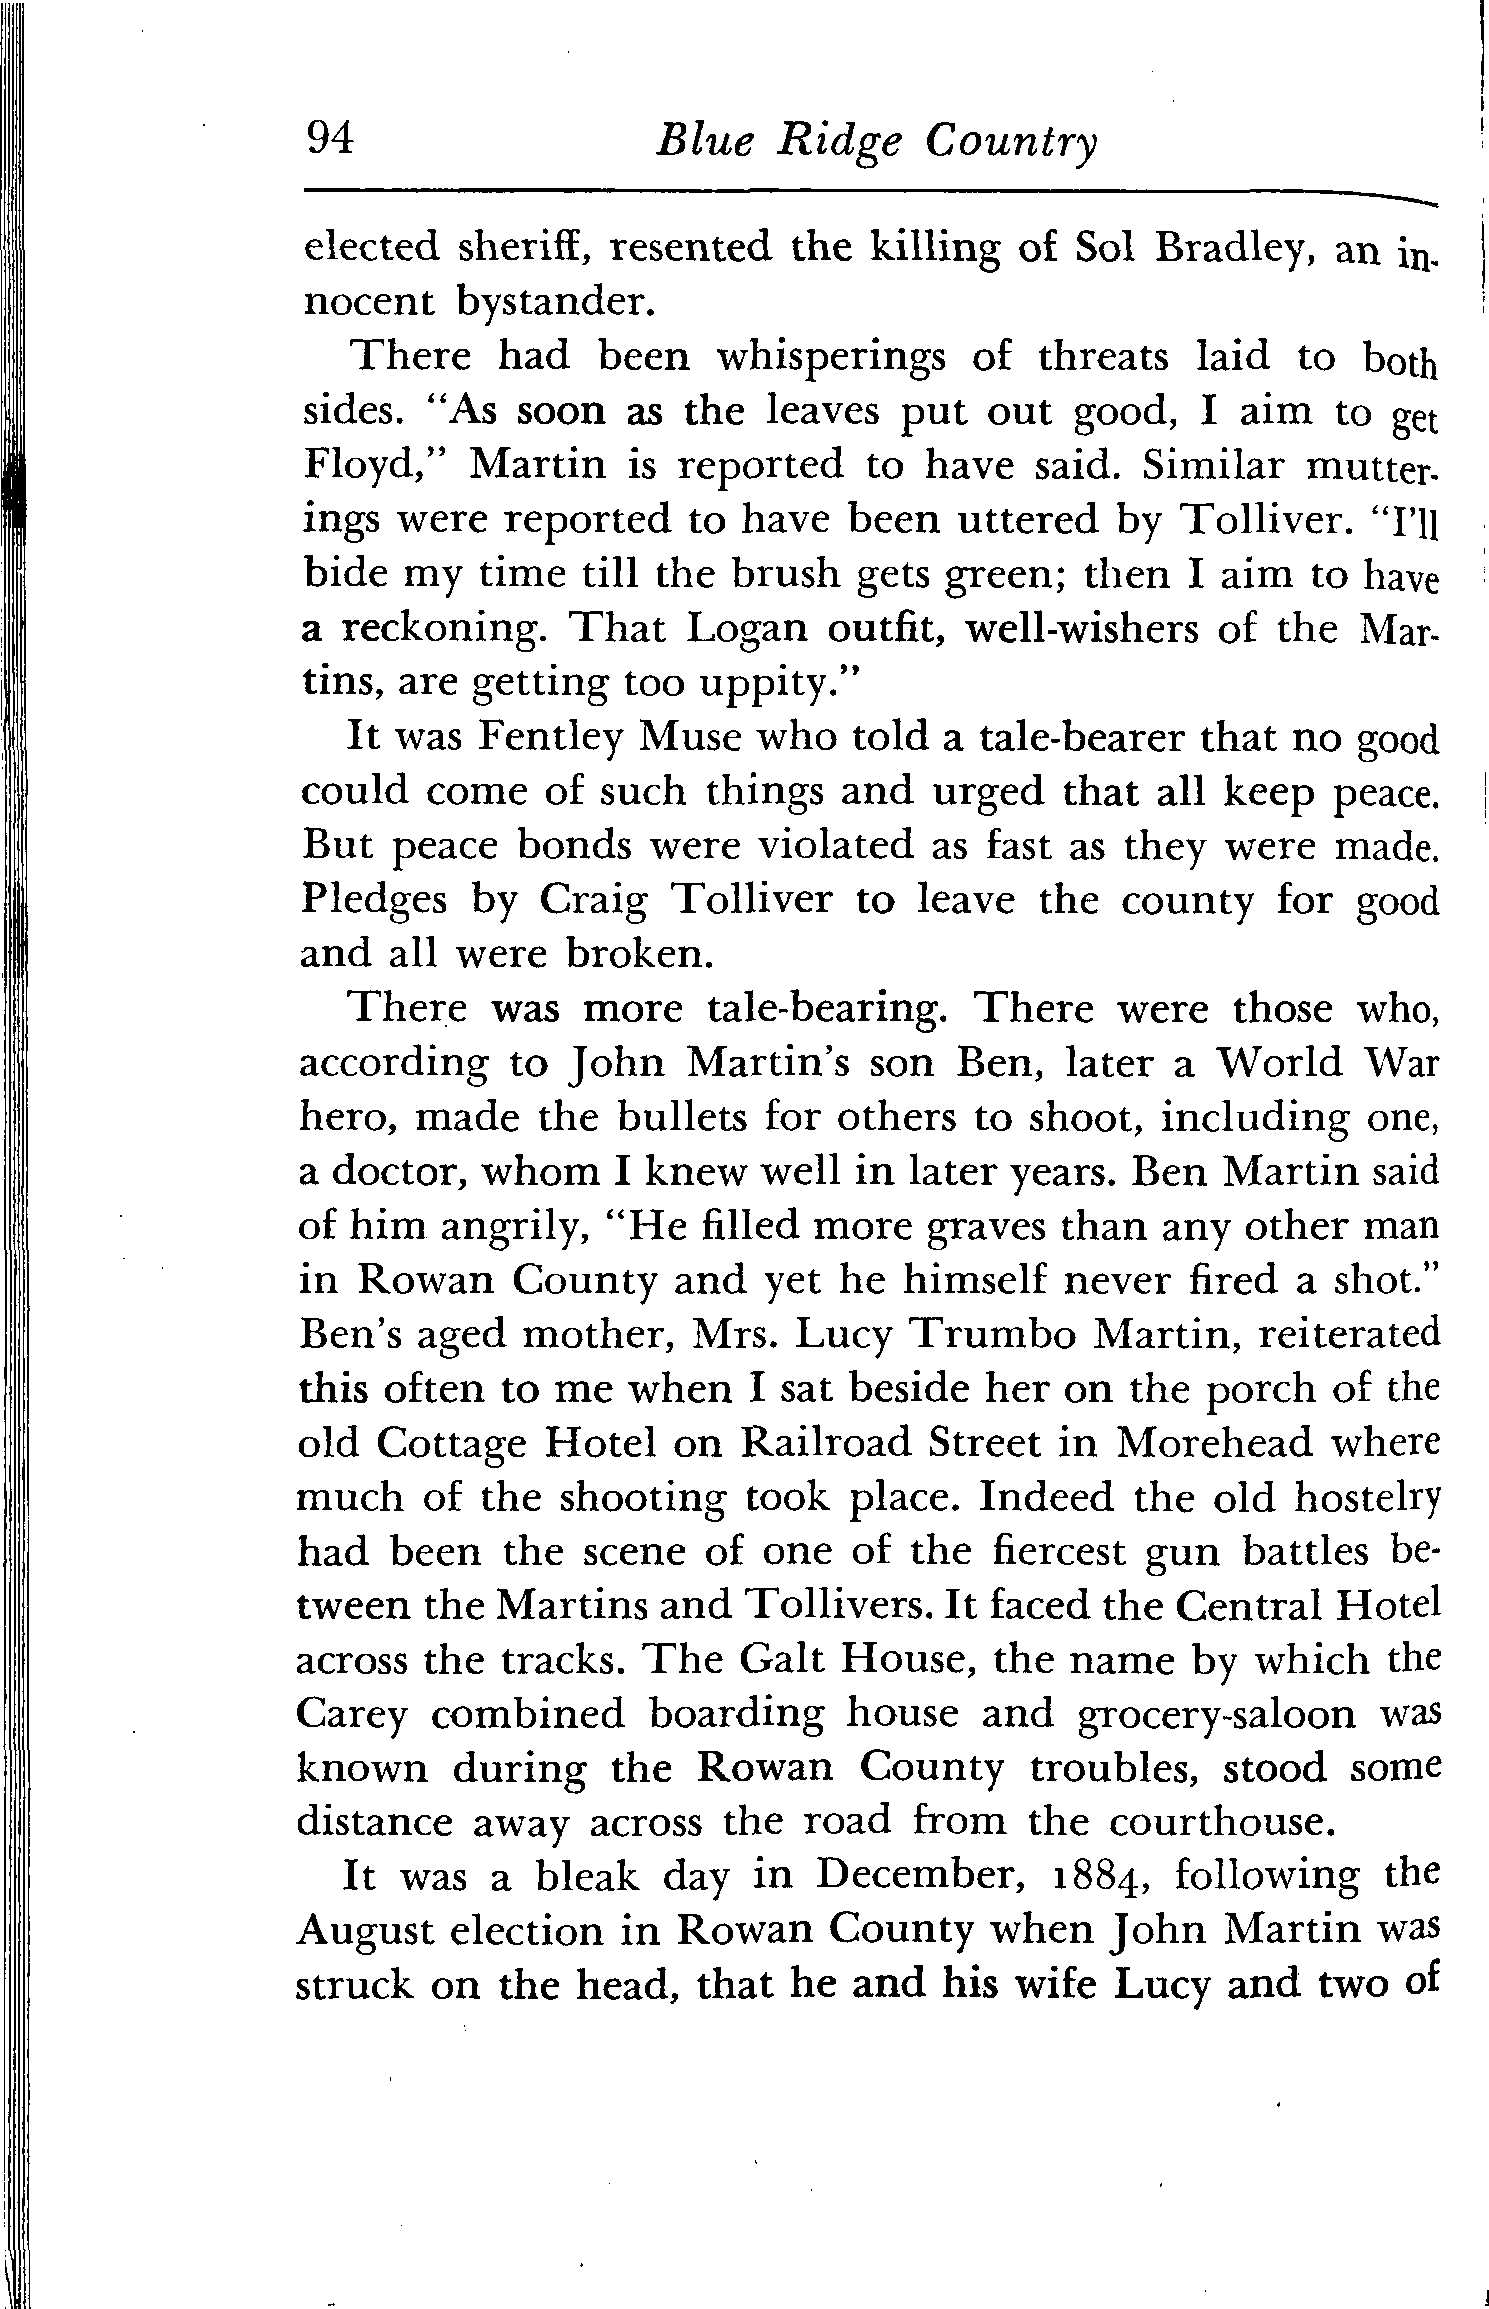 94 Blue Ridge Country
elected sheriff, resented the killing of Sol Bradley, an in-
nocent bystander.
There had been whisperings of threats laid to both
sides. “As soon as the leaves put out good, I aim to get
Floyd,” Martin is reported to have said. Similar mutter-
ings were reported to have been uttered by Tolliver. “I’ll
bide my time till the brush gets green; then I aim to have
a reckoning. That Logan outfit, well-wishers of the Mar-
tins, are getting too uppity.”
It was Fentley Muse who told a tale-bearer that no good
could come of such things and urged that all keep peace.
But peace bonds were violated as fast as they were made.
Pledges by Craig Tolliver to leave the county for good
and all were broken.
There was more tale-bearing. There were those who,
according to John Martin’s son Ben, later a World War
hero, made the bullets for others to shoot, including one,
a doctor, whom I knew well in later years. Ben Martin said
of him angrily, “He filled more graves than any other man
in Rowan County and yet he himself never fired a shot.”
Ben’s aged mother, Mrs. Lucy Trumbo Martin, reiterated
this often to me when I sat beside her on the porch of the
old Cottage Hotel on Railroad Street in Morehead where
much of the shooting took place. Indeed the old hostelry
had been the scene of one of the fiercest gun battles be-
tween the Martins and Tollivers. It faced the Central Hotel
across the tracks. The Galt House, the name by which the
Carey combined boarding house and grocery-saloon was
known during the Rowan County troubles, stood some
distance away across the road from the courthouse.
It was a bleak day in December, 1884, following the
August election in Rowan County when John Martin was
struck on the head, that he and his wife Lucy and two of